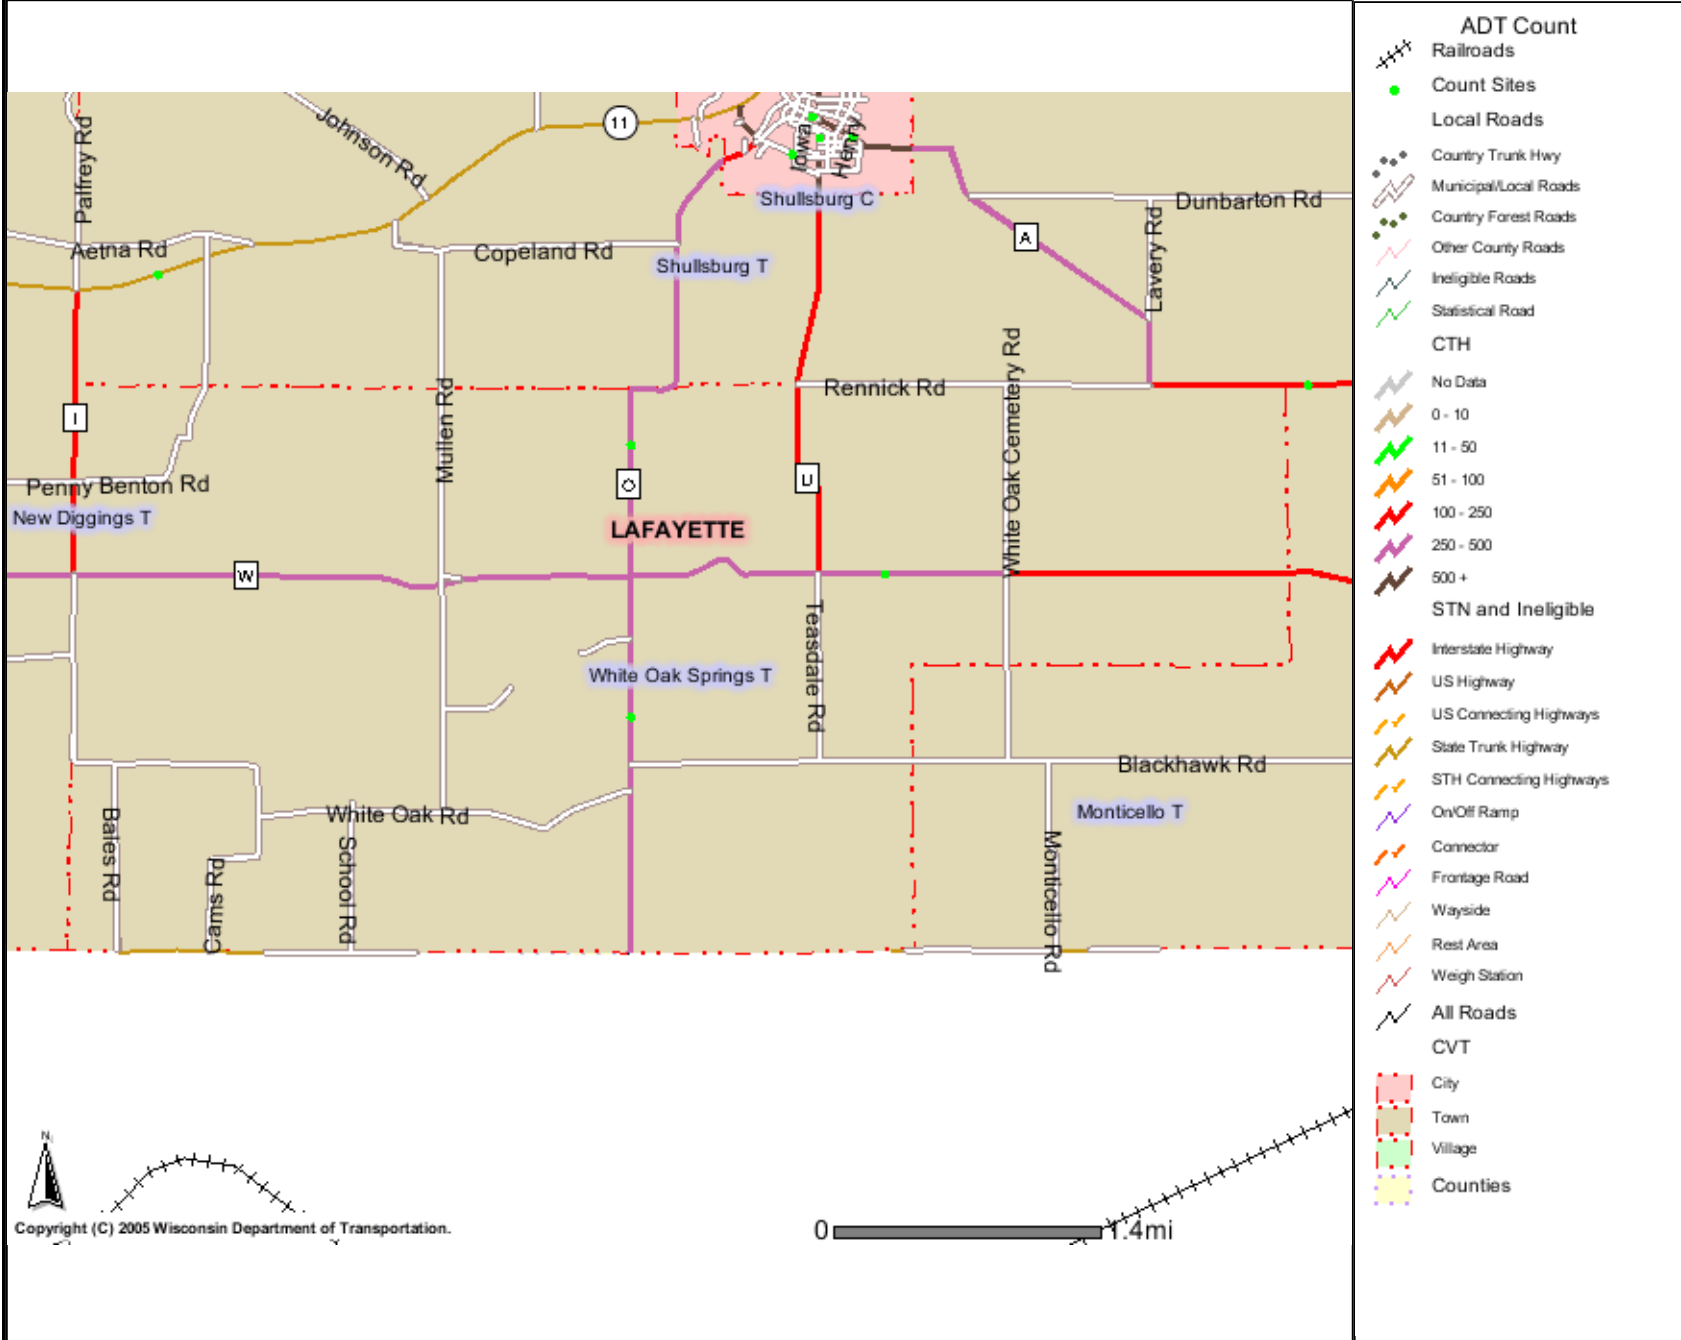 11
Palfrey Rd
Johnson Rd
Iowa
Henry
Shullsburg C
Dunbarton Rd
Aetna Rd
Copeland Rd
Shullsburg T
A
Lavery Rd
Mullen Rd
Rennick Rd
White Oak Cemetery Rd
I
Penny Benton Rd
O
U
New Diggings T
LAFAYETTE
W
Teasdale Rd
White Oak Springs T
Blackhawk Rd
Bales Rd
White Oak Rd
Monticello T
School Rd
Cams Rd
Monticello Rd
N
Copyright (C) 2005 Wisconsin Department of Transportation.
0 1.4mi
ADT Count
Railroads
Count Sites
Local Roads
Country Trunk Hwy
Municipal/Local Roads
Country Forest Roads
Other County Roads
Ineligible Roads
Statistical Road
CTH
No Data
0 - 10
11 - 50
51 - 100
100 - 250
250 - 500
500 +
STN and Ineligible
Interstate Highway
US Highway
US Connecting Highways
State Trunk Highway
STH Connecting Highways
On/Off Ramp
Connector
Frontage Road
Wayside
Rest Area
Weigh Station
All Roads
CVT
City
Town
Village
Counties